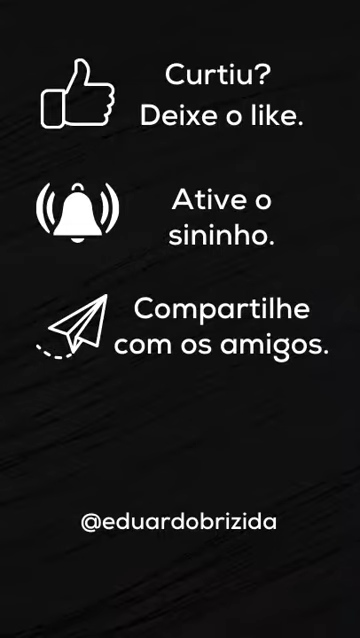 Curtiu?
Deixe o like.
Ative o
sininho.
Compartilhe
com os amigos.
@eduardobrizida